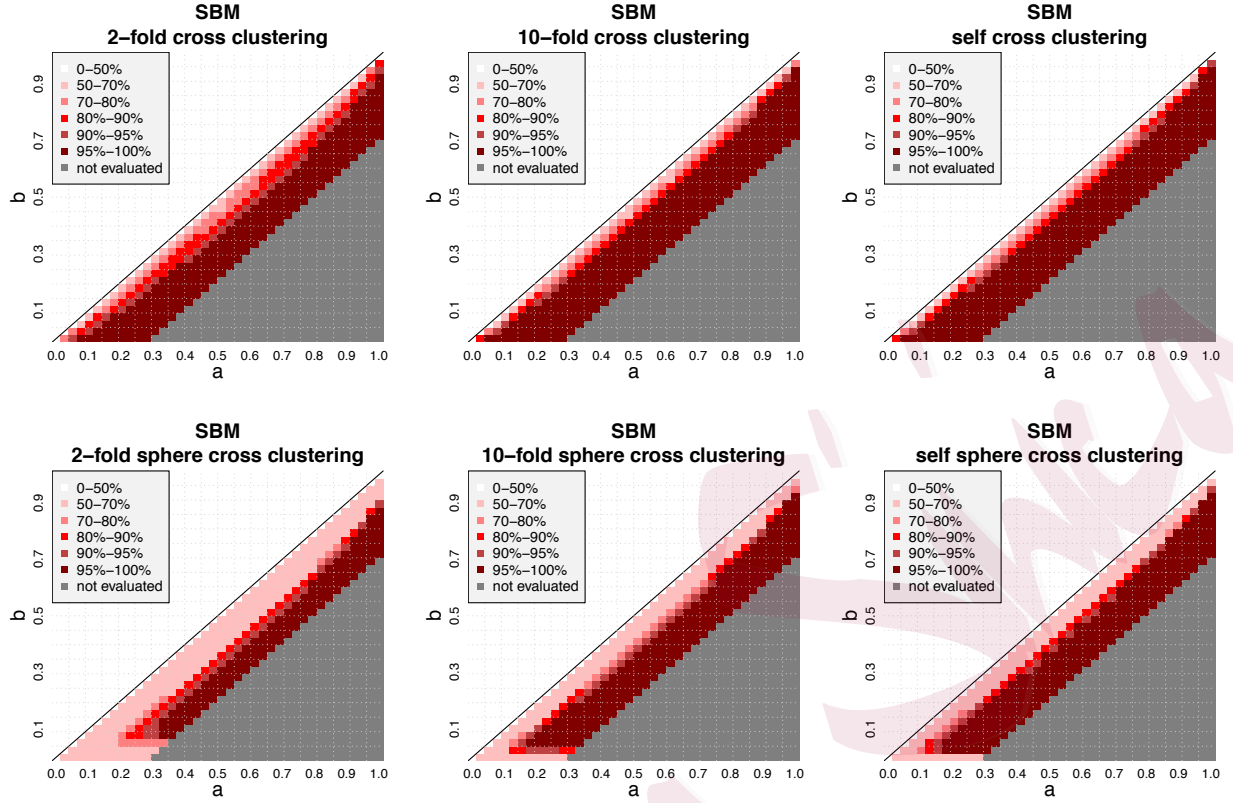 SBM
2−fold cross clustering
0−50%
50−70%
70−80%
80%−90%
90%−95%
95%−100%
not evaluated
b
0.1 0.3 0.5 0.7 0.9
0.0 0.1 0.2 0.3 0.4 0.5 0.6 0.7 0.8 0.9 1.0
a
SBM
10−fold cross clustering
0−50%
50−70%
70−80%
80%−90%
90%−95%
95%−100%
not evaluated
b
0.1 0.3 0.5 0.7 0.9
0.0 0.1 0.2 0.3 0.4 0.5 0.6 0.7 0.8 0.9 1.0
a
SBM
self cross clustering
0−50%
50−70%
70−80%
80%−90%
90%−95%
95%−100%
not evaluated
b
0.1 0.3 0.5 0.7 0.9
0.0 0.1 0.2 0.3 0.4 0.5 0.6 0.7 0.8 0.9 1.0
a
SBM
2−fold sphere cross clustering
0−50%
50−70%
70−80%
80%−90%
90%−95%
95%−100%
not evaluated
b
0.1 0.3 0.5 0.7 0.9
0.0 0.1 0.2 0.3 0.4 0.5 0.6 0.7 0.8 0.9 1.0
a
SBM
10−fold sphere cross clustering
0−50%
50−70%
70−80%
80%−90%
90%−95%
95%−100%
not evaluated
b
0.1 0.3 0.5 0.7 0.9
0.0 0.1 0.2 0.3 0.4 0.5 0.6 0.7 0.8 0.9 1.0
a
SBM
self sphere cross clustering
0−50%
50−70%
70−80%
80%−90%
90%−95%
95%−100%
not evaluated
b
0.1 0.3 0.5 0.7 0.9
0.0 0.1 0.2 0.3 0.4 0.5 0.6 0.7 0.8 0.9 1.0
a